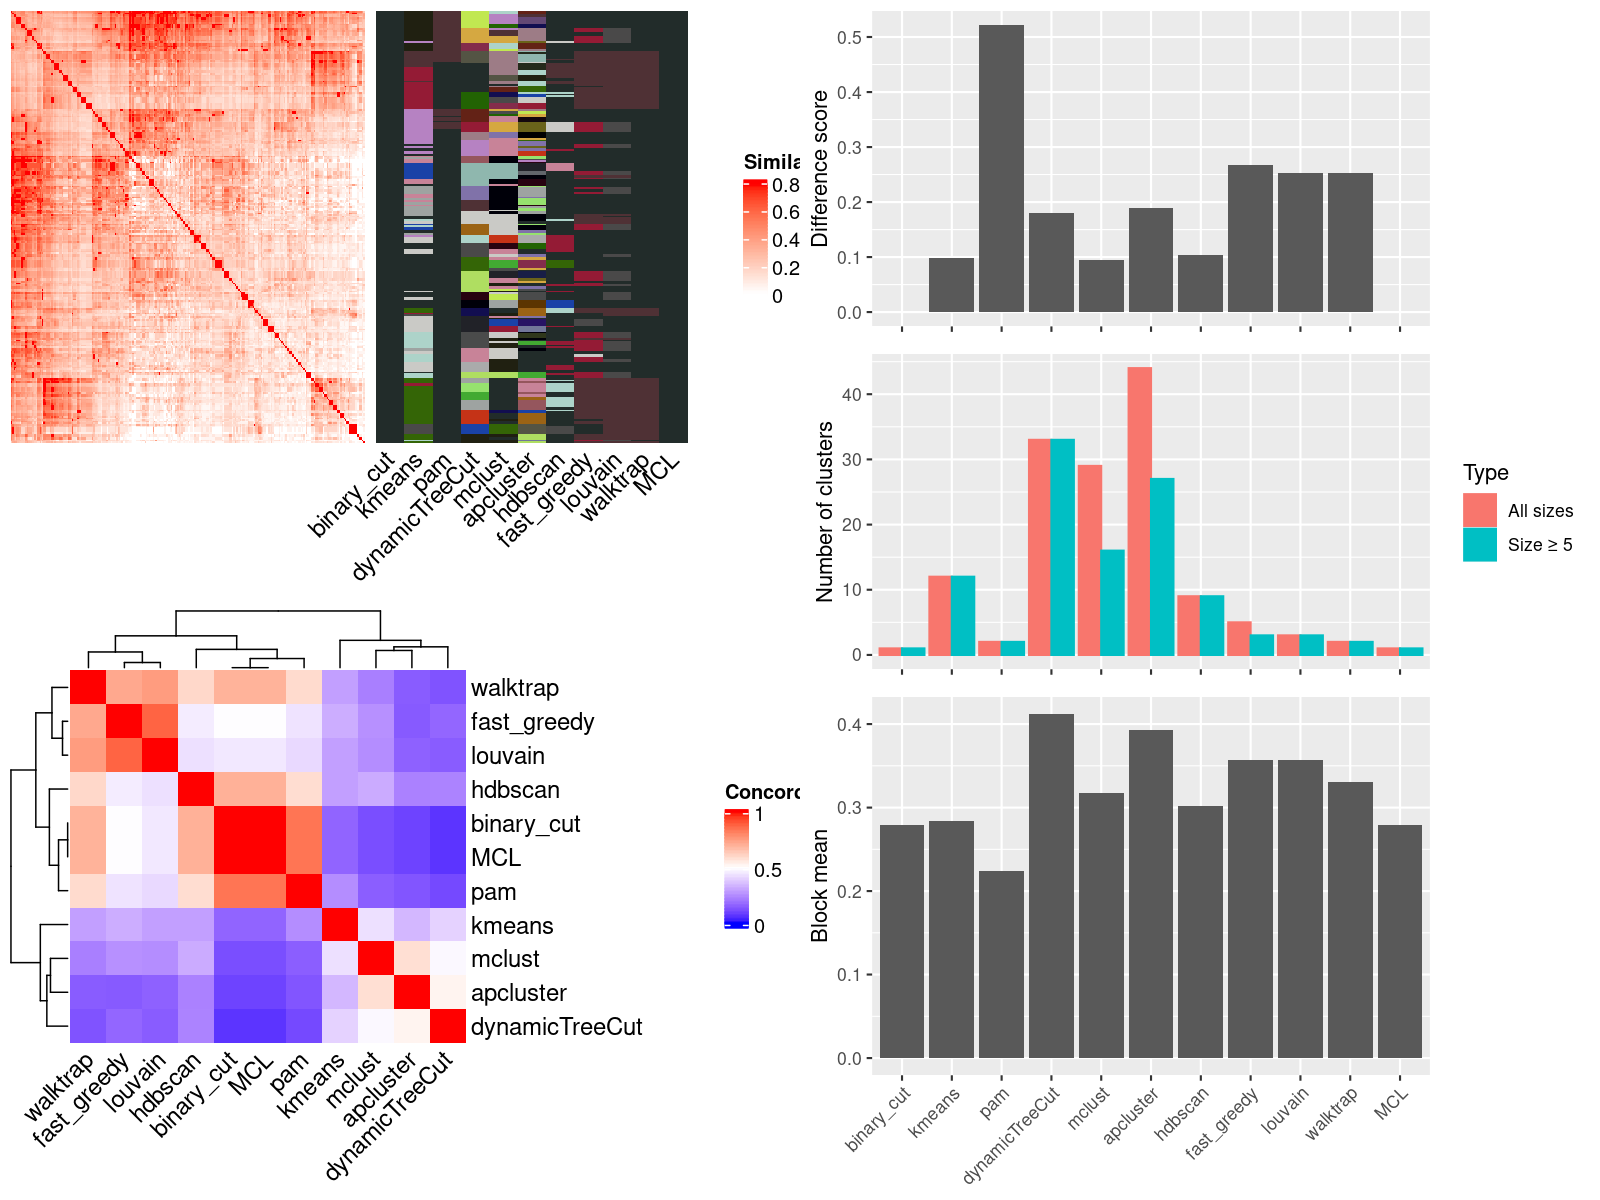 Simila
0.8
0.6
0.4
0.2
0
binary_cut
kmeans
pam
dynamicTreeCut
mclust
apcluster
hdbscan
fast_greedy
louvain
walktrap
MCL
Difference score
0.5
0.4
0.3
0.2
0.1
0.0
Number of clusters
40
30
20
10
0
Type
All sizes
Size ≥ 5
walktrap
fast_greedy
louvain
hdbscan
binary_cut
MCL
pam
kmeans
mclust
apcluster
dynamicTreeCut
walktrap
fast_greedy
louvain
hdbscan
binary_cut
MCL
pam
kmeans
mclust
apcluster
dynamicTreeCut
Concord
1
0.5
0
Block mean
0.4
0.3
0.2
0.1
0.0
binary_cut
kmeans
pam
dynamicTreeCut
mclust
apcluster
hdbscan
fast_greedy
louvain
walktrap
MCL